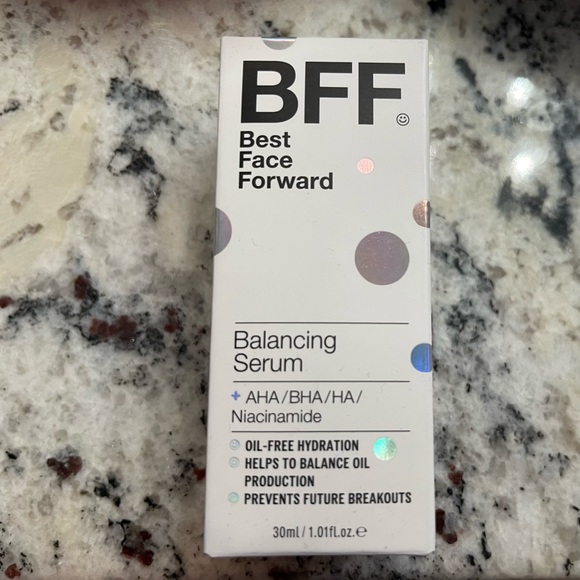 BFF
Best
Face
Forward
Balancing
Serum
+ AHA/BHA/HA/
Niacinamide
OIL-FREE HYDRATION
HELPS TO BALANCE OIL
PRODUCTION
PREVENTS FUTURE BREAKOUTS
30ml / 1.01fl.oz.℮